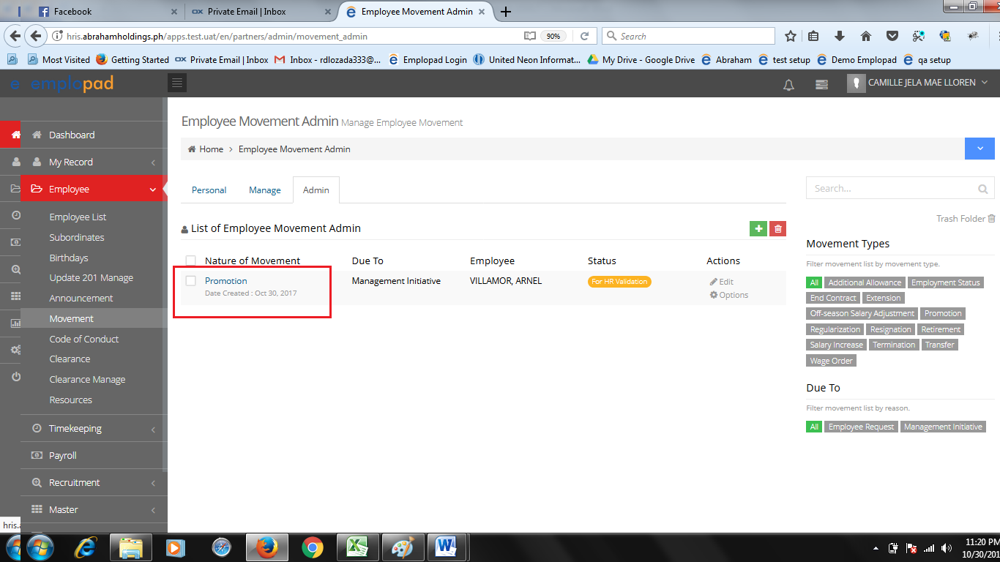 Facebook
Private Email | Inbox
Employee Movement Admin
hris.abrahamholdings.ph/apps.test.uat/en/partners/admin/movement_admin
90%
Search
Most Visited
Getting Started
Private Email | Inbox
Inbox - rdlozada333@...
Emplopad Login
United Neon Informat...
My Drive - Google Drive
Abraham
test setup
Demo Emplopad
qa setup
emplopad
CAMILLE JELA MAE LLOREN
Dashboard
My Record
Employee
Employee List
Subordinates
Birthdays
Update 201 Manage
Announcement
Movement
Code of Conduct
Clearance
Clearance Manage
Resources
Timekeeping
Payroll
Recruitment
Master
hris.a
Employee Movement Admin Manage Employee Movement
Home > Employee Movement Admin
Personal Manage Admin
List of Employee Movement Admin
Nature of Movement Due To Employee Status Actions
Promotion Management Initiative VILLAMOR, ARNEL For HR Validation Edit
Date Created : Oct 30, 2017 Options
Search...
Trash Folder
Movement Types
Filter movement list by movement type.
All Additional Allowance Employment Status
End Contract Extension
Off-season Salary Adjustment Promotion
Regularization Resignation Retirement
Salary Increase Termination Transfer
Wage Order
Due To
Filter movement list by reason.
All Employee Request Management Initiative
11:20 PM
10/30/201